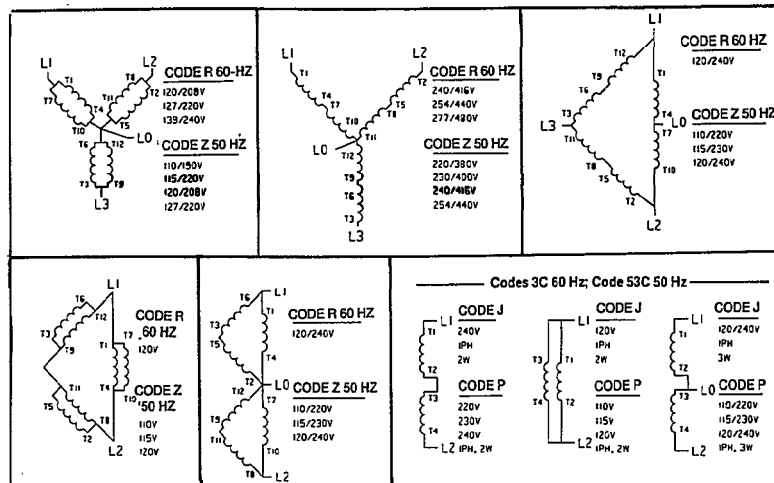 L1
L2
T1
T7
T8
T2
T11
T4
T10
T5
T6
T12
T3
T9
L0
L3
CODE R 60-HZ
120/208V
127/220V
139/240V
CODE Z 50 HZ
110/190V
115/220V
120/208V
127/220V
L1
L2
T1
T2
T5
T4
T7
T8
T10
T11
L0
T12
T9
T6
T3
L3
CODE R 60 HZ
240/416V
254/440V
277/480V
CODE Z 50 HZ
220/380V
230/400V
240/416V
254/440V
L1
T12
T9
T6
T3
T1
T4
L3
L0
T11
T7
T8
T5
T10
T2
L2
CODE R 60 HZ
120/240V
CODE Z 50 HZ
110/220V
115/230V
120/240V
L1
T6
T12
T3
T9
T1
T7
T4
T10
T11
T5
T8
T2
L2
CODE R
60 HZ
120V
CODE Z
50 HZ
110V
115V
120V
L1
T6
T1
T3
T5
T4
T2
L0
T12
T7
T9
T11
T10
T8
L2
CODE R 60 HZ
120/240V
CODE Z 50 HZ
110/220V
115/230V
120/240V
Codes 3C 60 Hz; Code 53C 50 HZ
L1
T1
T2
T3
T4
L2
CODE J
240V
1PH
2W
CODE P
220V
230V
240V
1PH, 2W
L1
T3
T1
T4
T2
L2
CODE J
120V
1PH
2W
CODE P
110V
115V
120V
1PH, 2W
L1
T1
T2
T3
L0
T4
L2
CODE J
120/240V
1PH
3W
CODE P
110/220V
115/230V
120/240V
1PH, 3W